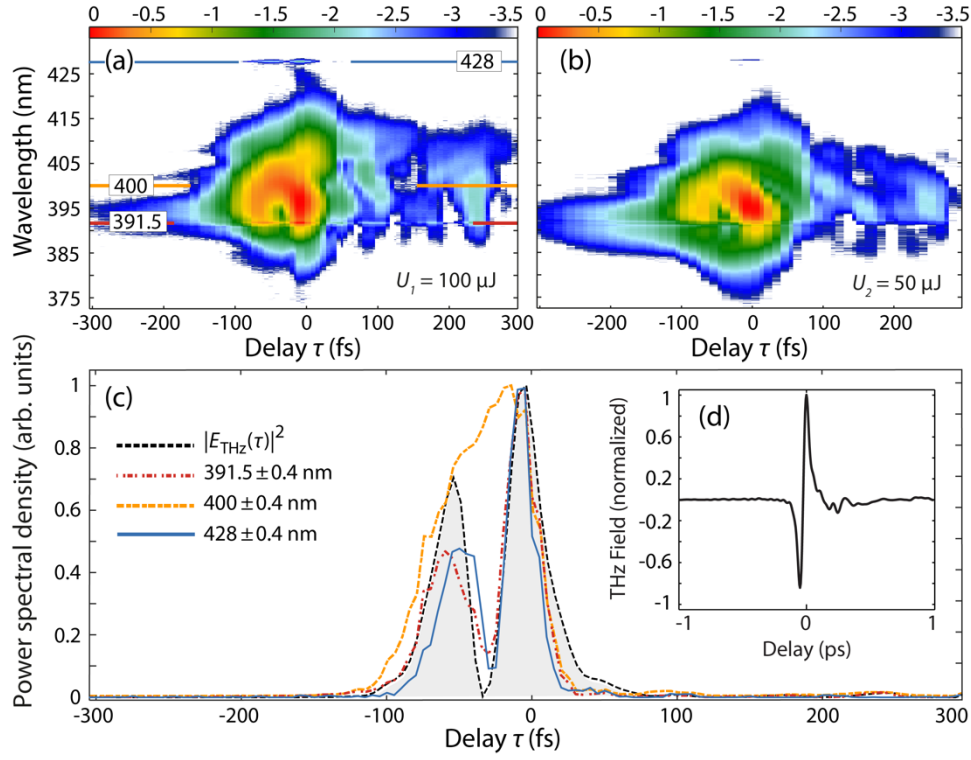 0 -0.5 -1 -1.5 -2 -2.5 -3 -3.5
0 -0.5 -1 -1.5 -2 -2.5 -3 -3.5
(a)
428
(b)
Wavelength (nm)
425
415
405
395
385
375
400
391.5
U1 = 100 μJ
U2 = 50 μJ
-300 -200 -100 0 100 200 300
-200 -100 0 100 200
Delay τ (fs)
Delay τ (fs)
Power spectral density (arb. units)
1
0.8
0.6
0.4
0.2
0
(c)
|ETHz(τ)|2
391.5 ± 0.4 nm
400 ± 0.4 nm
428 ± 0.4 nm
(d)
THz Field (normalized)
1
0.6
0.2
-0.2
-0.6
-1
-1 0 1
Delay (ps)
-300 -200 -100 0 100 200 300
Delay τ (fs)